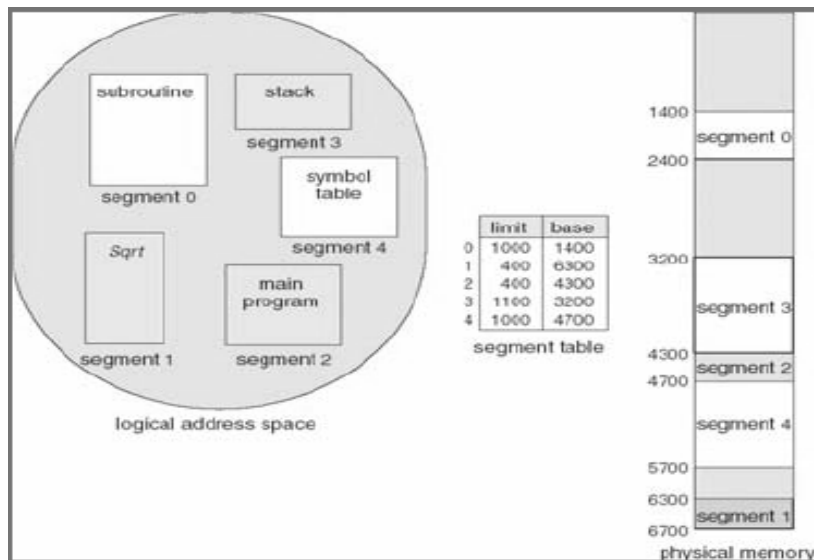 subroutine
segment 0
stack
segment 3
symbol
table
segment 4
Sqrt
segment 1
main
program
segment 2
logical address space
limit base
0 1000 1400
1 400 6300
2 400 4300
3 1100 3200
4 1000 4700
segment table
1400
segment 0
2400
3200
segment 3
4300
segment 2
4700
segment 4
5700
6300
segment 1
6700
physical memory